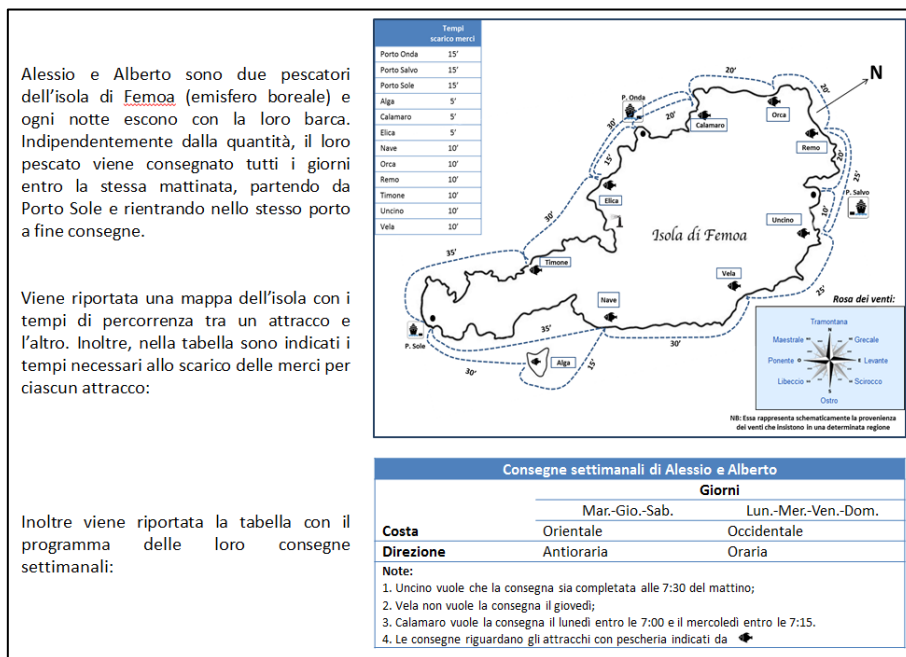 Alessio e Alberto sono due pescatori
dell’isola di Femoa (emisfero boreale) e
ogni notte escono con la loro barca.
Indipendentemente dalla quantità, il loro
pescato viene consegnato tutti i giorni
entro la stessa mattinata, partendo da
Porto Sole e rientrando nello stesso porto
a fine consegne.
Viene riportata una mappa dell’isola con i
tempi di percorrenza tra un attracco e
l’altro. Inoltre, nella tabella sono indicati i
tempi necessari allo scarico delle merci per
ciascun attracco:
Inoltre viene riportata la tabella con il
programma delle loro consegne
settimanali:
Tempi
scarico merci
Porto Onda 15'
Porto Salvo 15'
Porto Sole 15'
Alga 5'
Calamaro 5'
Elica 5'
Nave 10'
Orca 10'
Remo 10'
Timone 10'
Uncino 10'
Vela 10'
N
20'
20'
P. Onda
30'
20'
Calamaro
Orca
Remo
15'
20'
25'
P. Salvo
Elica
1
10'
Uncino
30'
Isola di Femoa
35'
Timone
Vela
25'
Nave
P. Sole
35'
30'
30'
Alga
15'
Rosa dei venti:
Tramontana
N
Maestrale
Grecale
Ponente O
E Levante
Libeccio
Scirocco
S
Ostro
NB: Essa rappresenta schematicamente la provenienza
dei venti che insistono in una determinata regione
Consegne settimanali di Alessio e Alberto
Giorni
Mar.-Gio.-Sab. Lun.-Mer.-Ven.-Dom.
Costa Orientale Occidentale
Direzione Antioraria Oraria
Note:
1. Uncino vuole che la consegna sia completata alle 7:30 del mattino;
2. Vela non vuole la consegna il giovedì;
3. Calamaro vuole la consegna il lunedì entro le 7:00 e il mercoledì entro le 7:15.
4. Le consegne riguardano gli attracchi con pescheria indicati da